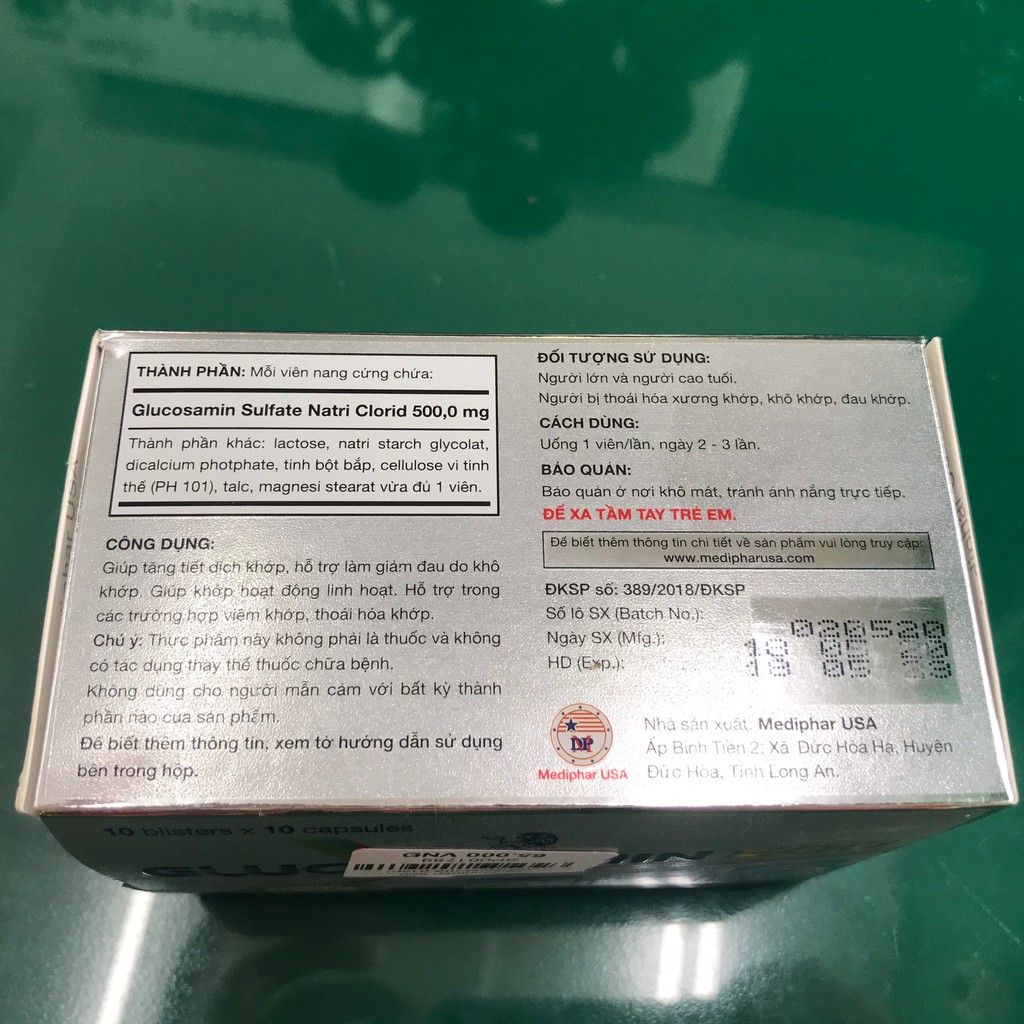 THÀNH PHẦN: Mỗi viên nang cứng chứa:
Glucosamin Sulfate Natri Clorid 500,0 mg
Thành phần khác: lactose, natri starch glycolat,
dicalcium photphate, tinh bột bắp, cellulose vi tinh
thể (PH 101), talc, magnesi stearat vừa đủ 1 viên.
CÔNG DỤNG:
Giúp tăng tiết dịch khớp, hỗ trợ làm giảm đau do khô
khớp. Giúp khớp hoạt động linh hoạt. Hỗ trợ trong
các trường hợp viêm khớp, thoái hóa khớp.
Chú ý: Thực phẩm này không phải là thuốc và không
có tác dụng thay thế thuốc chữa bệnh.
Không dùng cho người mẫn cảm với bất kỳ thành
phần nào của sản phẩm.
Để biết thêm thông tin, xem tờ hướng dẫn sử dụng
bên trong hộp.
ĐỐI TƯỢNG SỬ DỤNG:
Người lớn và người cao tuổi.
Người bị thoái hóa xương khớp, khô khớp, đau khớp.
CÁCH DÙNG:
Uống 1 viên/lần, ngày 2 - 3 lần.
BẢO QUẢN:
Bảo quản ở nơi khô mát, tránh ánh nắng trực tiếp.
ĐỂ XA TẦM TAY TRẺ EM.
Để biết thêm thông tin chi tiết về sản phẩm vui lòng truy cập:
www.medipharusa.com
ĐKSP số: 389/2018/ĐKSP
Số lô SX (Batch No.): 020520
Ngày SX (Mfg.): 05
HD (Exp.): 18 05 23
DP
Mediphar USA
Nhà sản xuất: Mediphar USA
Ấp Bình Tiền 2; Xã Đức Hòa Hạ, Huyện
Đức Hòa, Tỉnh Long An.
10 blisters x 10 capsules
65.000 VND